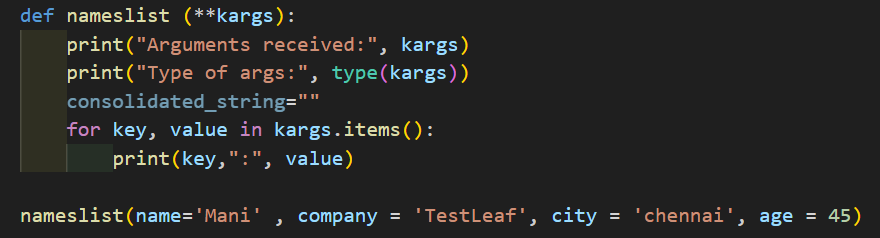 def nameslist (**kargs):
    print("Arguments received:", kargs)
    print("Type of args:", type(kargs))
    consolidated_string=""
    for key, value in kargs.items():
        print(key,":", value)

nameslist(name='Mani' , company = 'TestLeaf', city = 'chennai', age = 45)